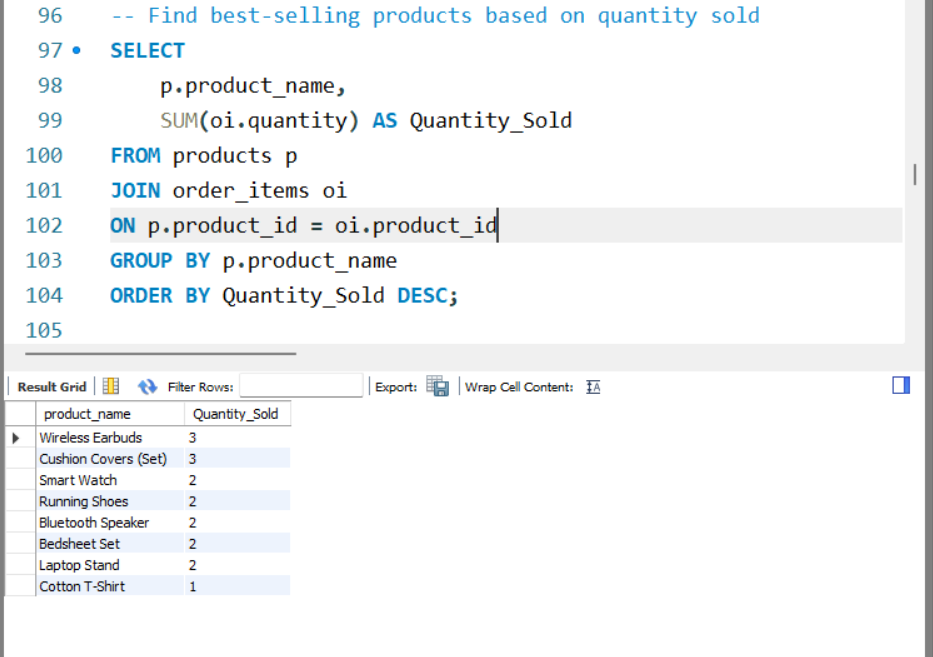 96 -- Find best-selling products based on quantity sold
97 SELECT
98 p.product_name,
99 SUM(oi.quantity) AS Quantity_Sold
100 FROM products p
101 JOIN order_items oi
102 ON p.product_id = oi.product_id
103 GROUP BY p.product_name
104 ORDER BY Quantity_Sold DESC;
105
Result Grid Filter Rows: Export: Wrap Cell Content: IA
product_name Quantity_Sold
Wireless Earbuds 3
Cushion Covers (Set) 3
Smart Watch 2
Running Shoes 2
Bluetooth Speaker 2
Bedsheet Set 2
Laptop Stand 2
Cotton T-Shirt 1